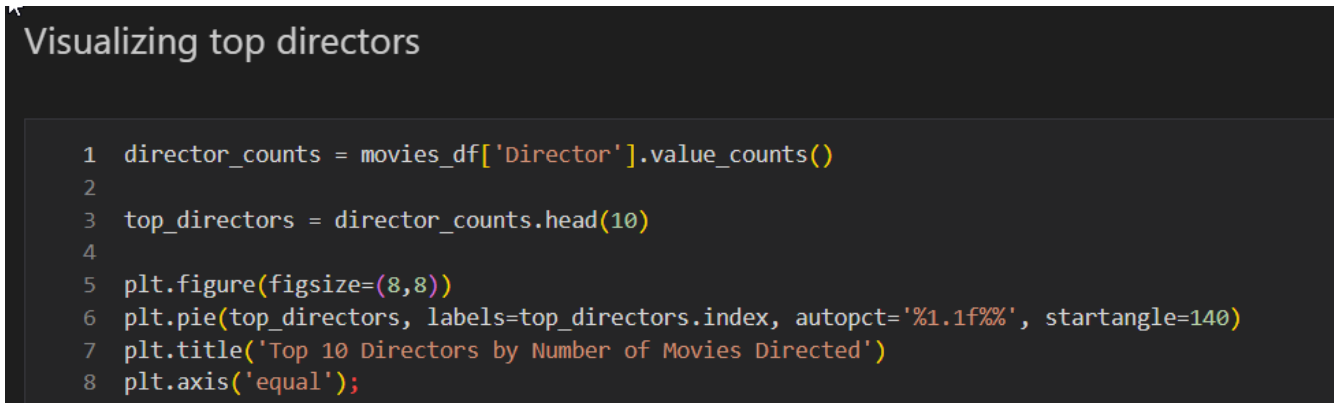 Visualizing top directors
1 director_counts = movies_df['Director'].value_counts()
2
3 top_directors = director_counts.head(10)
4
5 plt.figure(figsize=(8,8))
6 plt.pie(top_directors, labels=top_directors.index, autopct='%1.1f%%', startangle=140)
7 plt.title('Top 10 Directors by Number of Movies Directed')
8 plt.axis('equal');